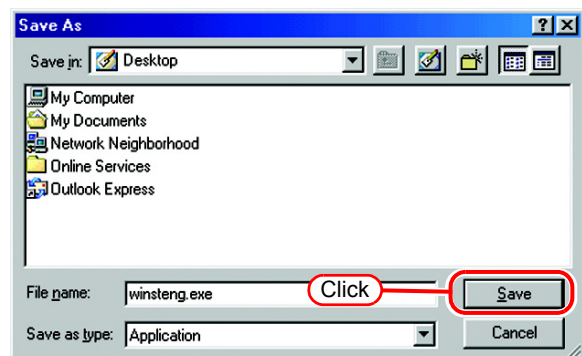 Save As
Save in: Desktop
My Computer
My Documents
Network Neighborhood
Online Services
Outlook Express
File name: winsteng.exe Click Save
Save as type: Application Cancel